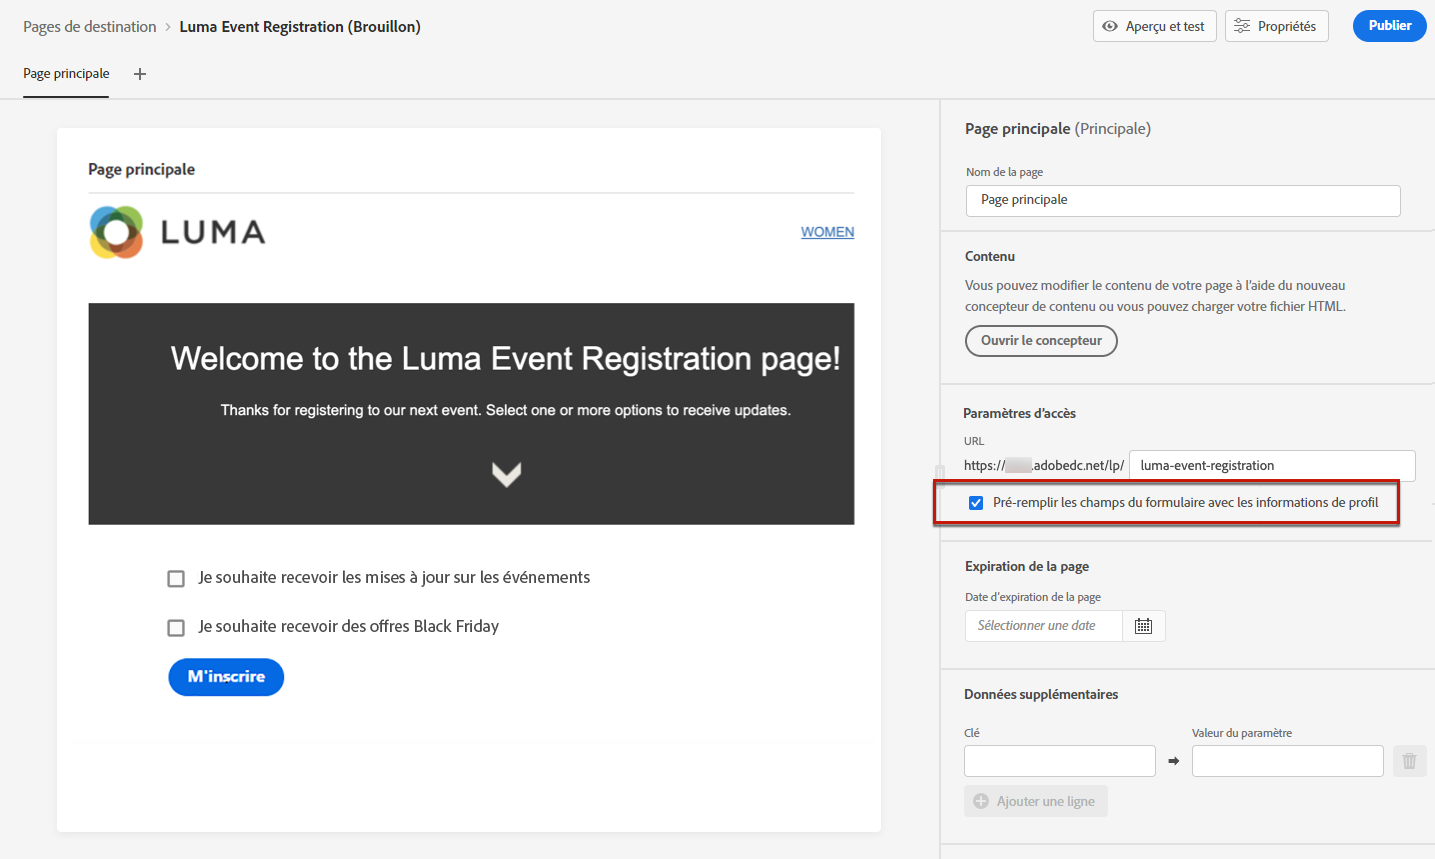 Pages de destination > Luma Event Registration (Brouillon)
Aperçu et test
Propriétés
Publier
Page principale
Page principale
LUMA
WOMEN
Welcome to the Luma Event Registration page!
Thanks for registering to our next event. Select one or more options to receive updates.
Je souhaite recevoir les mises à jour sur les événements
Je souhaite recevoir des offres Black Friday
M'inscrire
Page principale (Principale)
Nom de la page
Page principale
Contenu
Vous pouvez modifier le contenu de votre page à l’aide du nouveau
concepteur de contenu ou vous pouvez charger votre fichier HTML.
Ouvrir le concepteur
Paramètres d’accès
URL
https:// .adobedc.net/lp/ luma-event-registration
Pré-remplir les champs du formulaire avec les informations de profil
Expiration de la page
Date d’expiration de la page
Sélectionner une date
Données supplémentaires
Clé
Valeur du paramètre
Ajouter une ligne